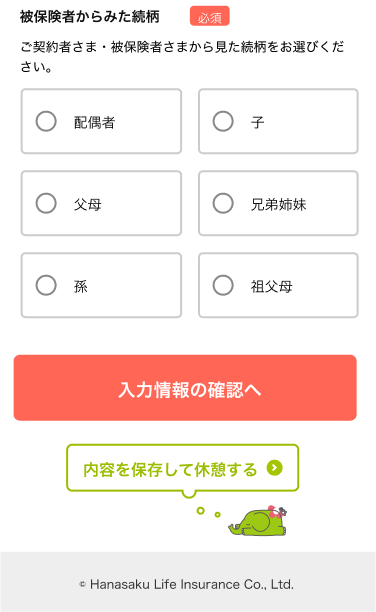 被保険者からみた続柄 必須
ご契約者さま・被保険者さまから見た続柄をお選びくだ
さい。
配偶者 子
父母 兄弟姉妹
孫 祖父母
入力情報の確認へ
内容を保存して休憩する
© Hanasaku Life Insurance Co., Ltd.